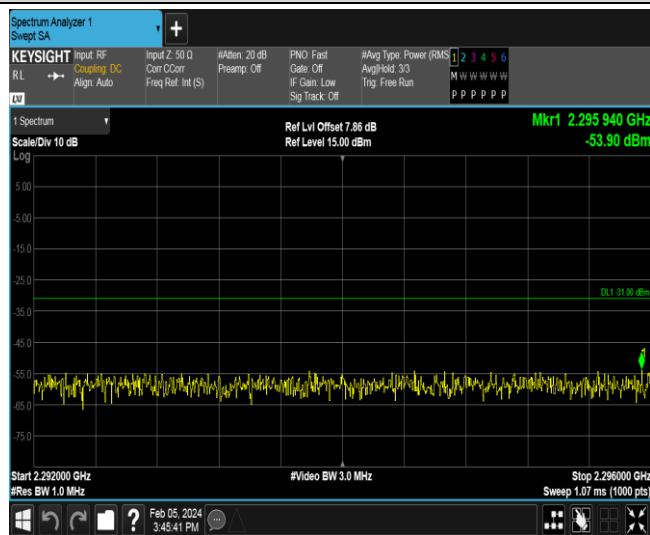 Spectrum Analyzer 1
Swept SA
+
KEYSIGHT
RL
LXI
Input: RF
Coupling: DC
Align: Auto
Input Z: 50 Ω
Corr CCorr
Freq Ref: Int (S)
#Atten: 20 dB
Preamp: Off
PNO: Fast
Gate: Off
IF Gain: Low
Sig Track: Off
#Avg Type: Power (RMS
Avg|Hold: 3/3
Trig: Free Run
1 2 3 4 5 6
M W W W W W
P P P P P P
1 Spectrum
Scale/Div 10 dB
Log
Ref Lvl Offset 7.86 dB
Ref Level 15.00 dBm
Mkr1 2.295 940 GHz
-53.90 dBm
5.00
-5.00
-15.0
-25.0
DL1 -31.00 dBm
-35.0
-45.0
-55.0
-65.0
-75.0
Start 2.292000 GHz
#Video BW 3.0 MHz
Stop 2.296000 GHz
#Res BW 1.0 MHz
Sweep 1.07 ms (1000 pts)
?
Feb 05, 2024
3:45:41 PM